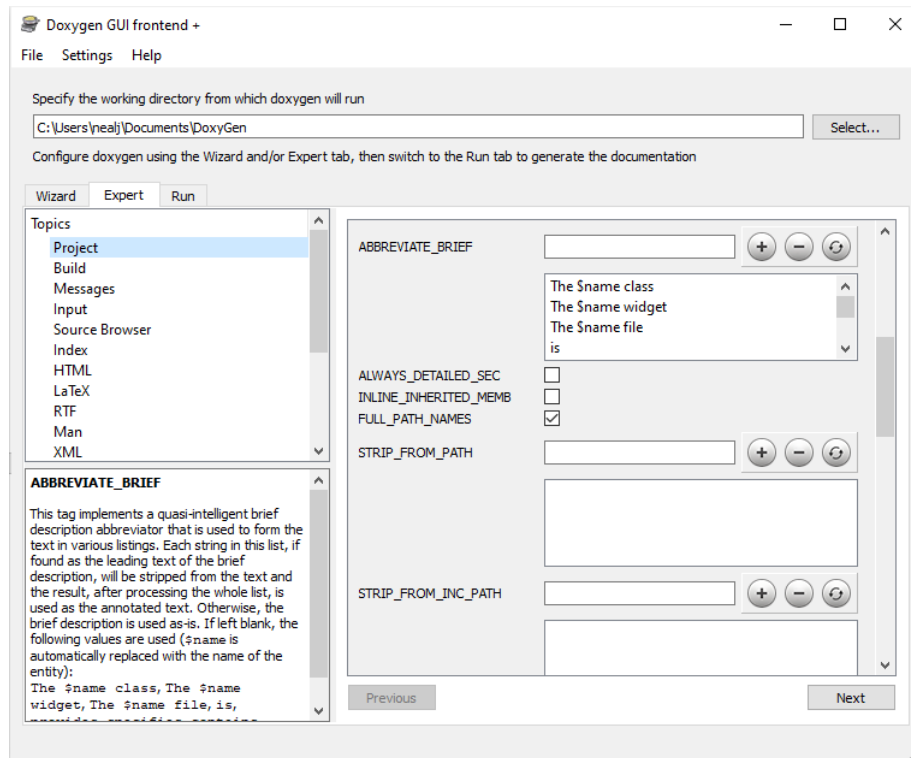 Doxygen GUI frontend +
File Settings Help
Specify the working directory from which doxygen will run
C:\Users\nealj\Documents\DoxyGen
Select...
Configure doxygen using the Wizard and/or Expert tab, then switch to the Run tab to generate the documentation
Wizard Expert Run
Topics
Project
Build
Messages
Input
Source Browser
Index
HTML
LaTeX
RTF
Man
XML
ABBREVIATE_BRIEF
This tag implements a quasi-intelligent brief
description abbreviator that is used to form the
text in various listings. Each string in this list, if
found as the leading text of the brief
description, will be stripped from the text and
the result, after processing the whole list, is
used as the annotated text. Otherwise, the
brief description is used as-is. If left blank, the
following values are used ($name is
automatically replaced with the name of the
entity):
The $name class, The $name
widget, The $name file, is,
ABBREVIATE_BRIEF
The $name class
The $name widget
The $name file
is
ALWAYS_DETAILED_SEC
INLINE_INHERITED_MEMB
FULL_PATH_NAMES
STRIP_FROM_PATH
STRIP_FROM_INC_PATH
Previous
Next